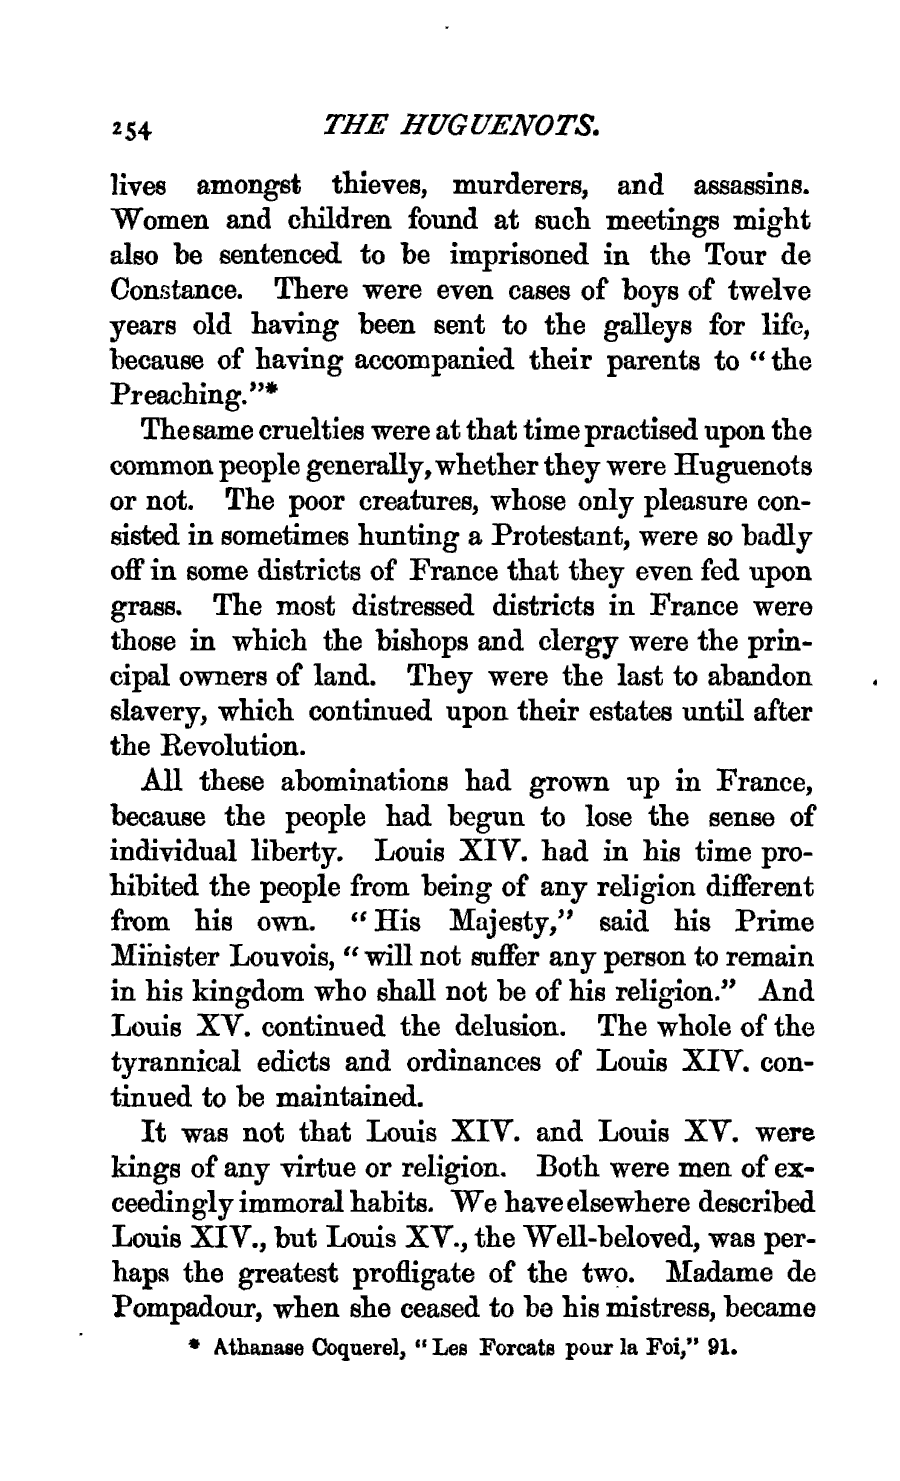 254 THE HUGUENOTS.
lives amongst thieves, murderers, and assassins.
Women and children found at such meetings might
also be sentenced to be imprisoned in the Tour de
Constance. There were even cases of boys of twelve
years old having been sent to the galleys for life,
because of having accompanied their parents to “the
Preaching.”*
The same cruelties were at that time practised upon the
common people generally, whether they were Huguenots
or not. The poor creatures, whose only pleasure con-
sisted in sometimes hunting a Protestant, were so badly
off in some districts of France that they even fed upon
grass. The most distressed districts in France were
those in which the bishops and clergy were the prin-
cipal owners of land. They were the last to abandon
slavery, which continued upon their estates until after
the Revolution.
All these abominations had grown up in France,
because the people had begun to lose the sense of
individual liberty. Louis XIV. had in his time pro-
hibited the people from being of any religion different
from his own. “His Majesty,” said his Prime
Minister Louvois, “will not suffer any person to remain
in his kingdom who shall not be of his religion.” And
Louis XV. continued the delusion. The whole of the
tyrannical edicts and ordinances of Louis XIV. con-
tinued to be maintained.
It was not that Louis XIV. and Louis XV. were
kings of any virtue or religion. Both were men of ex-
ceedingly immoral habits. We have elsewhere described
Louis XIV., but Louis XV., the Well-beloved, was per-
haps the greatest profligate of the two. Madame de
Pompadour, when she ceased to be his mistress, became
* Athanase Coquerel, “Les Forcats pour la Foi,” 91.